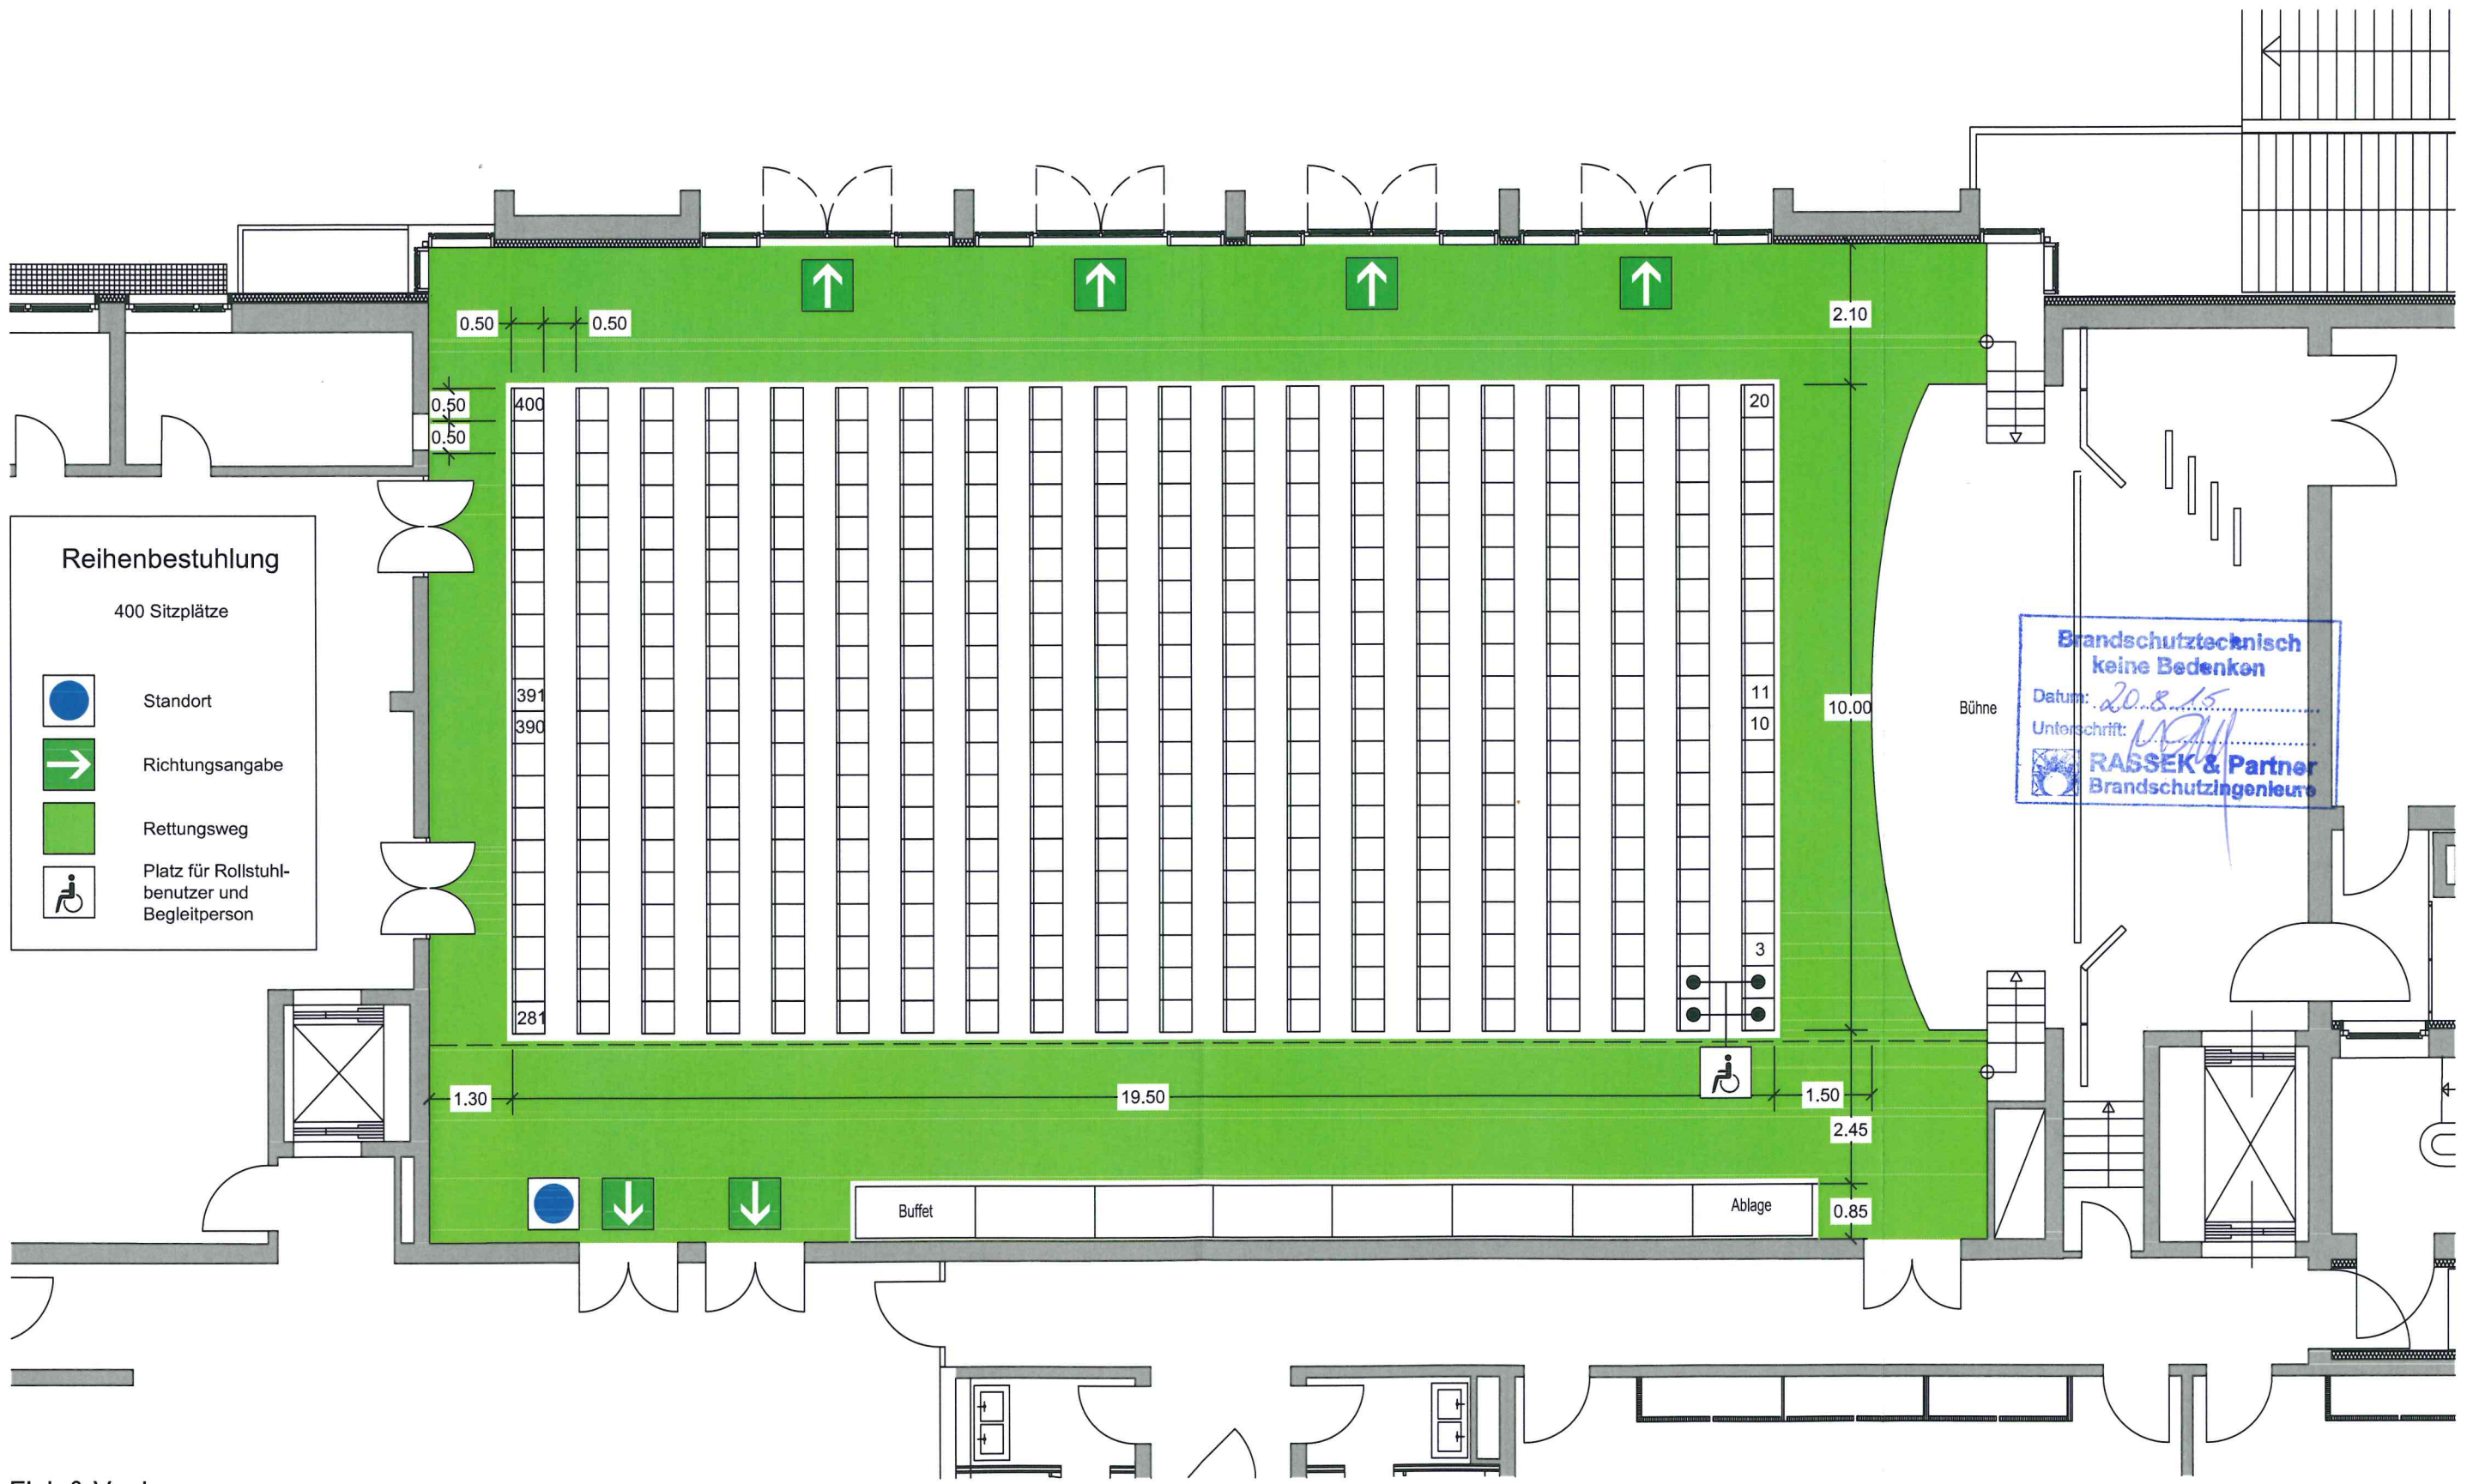 0.50
0.50
2.10
0.50
0.50
400
20
Reihenbestuhlung
400 Sitzplätze
Standort
Richtungsangabe
Rettungsweg
Platz für Rollstuhl-
benutzer und
Begleitperson
391
390
11
10
10.00
Bühne
Brandschutztechnisch
keine Bedenken
Datum: 20.8.15
Unterschrift:
RASSEK & Partner
Brandschutzingenieure
3
281
1.30
19.50
1.50
2.45
Buffet
Ablage
0.85